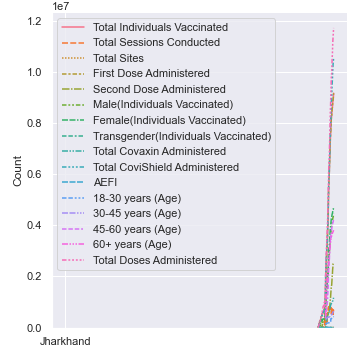 1e7
1.2
1.0
0.8
0.6
0.4
0.2
0.0
Count
Total Individuals Vaccinated
Total Sessions Conducted
Total Sites
First Dose Administered
Second Dose Administered
Male(Individuals Vaccinated)
Female(Individuals Vaccinated)
Transgender(Individuals Vaccinated)
Total Covaxin Administered
Total CoviShield Administered
AEFI
18-30 years (Age)
30-45 years (Age)
45-60 years (Age)
60+ years (Age)
Total Doses Administered
Jharkhand